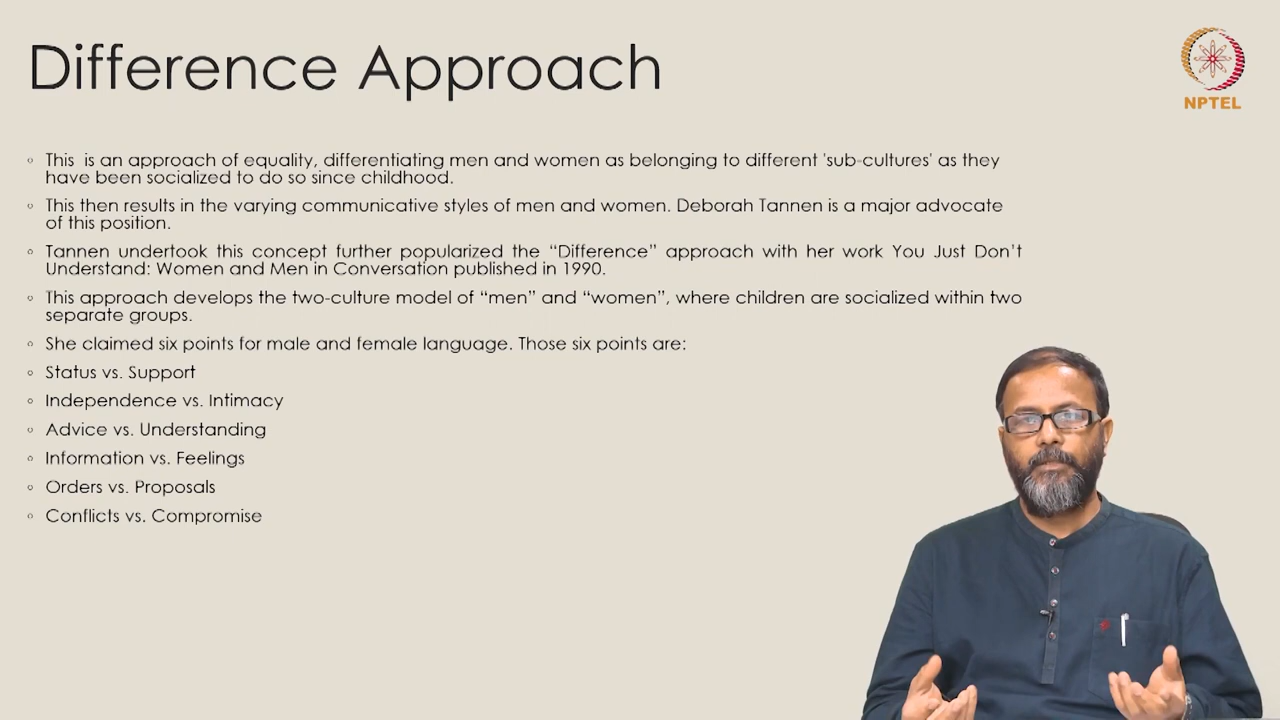 Difference Approach
NPTEL
◦ This is an approach of equality, differentiating men and women as belonging to different 'sub-cultures' as they
have been socialized to do so since childhood.
◦ This then results in the varying communicative styles of men and women. Deborah Tannen is a major advocate
of this position.
◦ Tannen undertook this concept further popularized the “Difference” approach with her work You Just Don’t
Understand: Women and Men in Conversation published in 1990.
◦ This approach develops the two-culture model of “men” and “women”, where children are socialized within two
separate groups.
◦ She claimed six points for male and female language. Those six points are:
◦ Status vs. Support
◦ Independence vs. Intimacy
◦ Advice vs. Understanding
◦ Information vs. Feelings
◦ Orders vs. Proposals
◦ Conflicts vs. Compromise